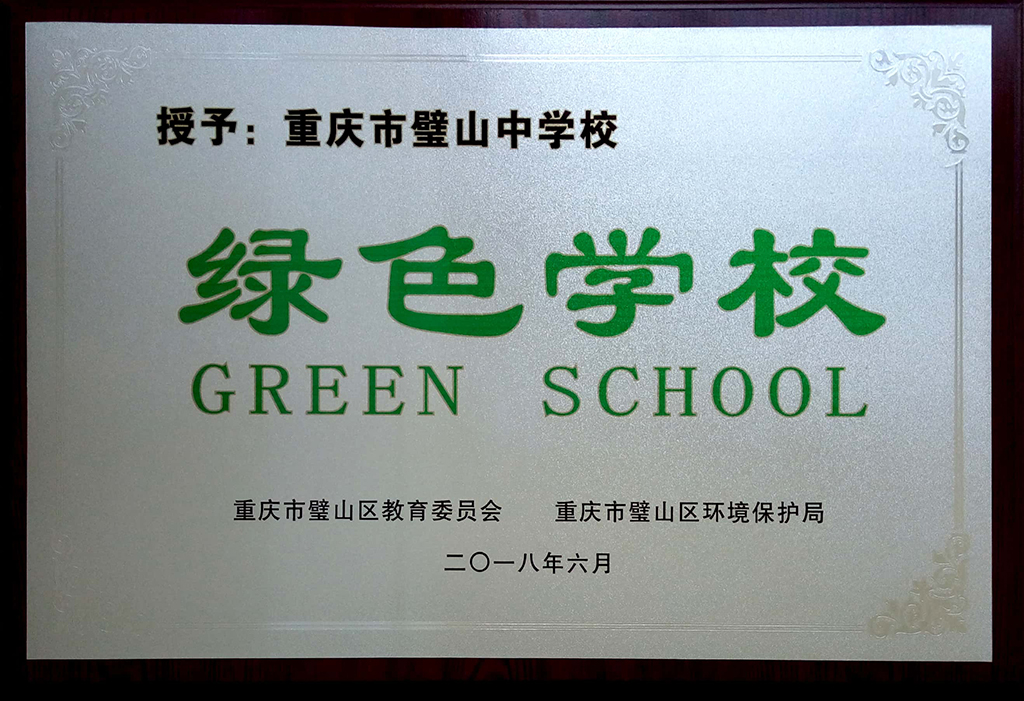 授予：重庆市璧山中学校
绿色学校
GREEN SCHOOL
重庆市璧山区教育委员会 重庆市璧山区环境保护局
二〇一八年六月